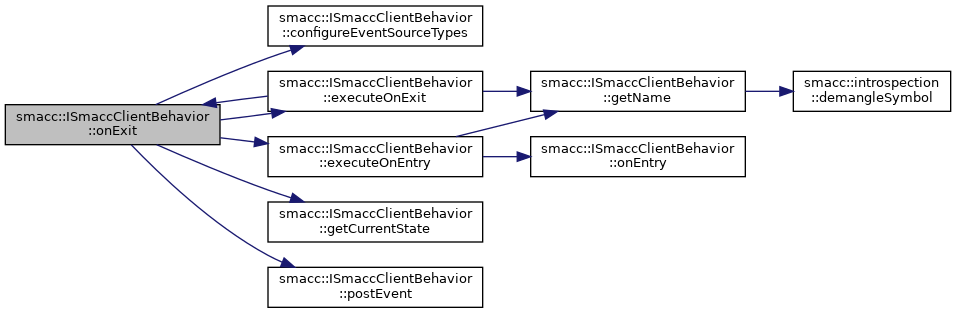 smacc::ISmaccClientBehavior
::onExit
smacc::ISmaccClientBehavior
::configureEventSourceTypes
smacc::ISmaccClientBehavior
::executeOnExit
smacc::ISmaccClientBehavior
::executeOnEntry
smacc::ISmaccClientBehavior
::getCurrentState
smacc::ISmaccClientBehavior
::postEvent
smacc::ISmaccClientBehavior
::getName
smacc::ISmaccClientBehavior
::onEntry
smacc::introspection
::demangleSymbol